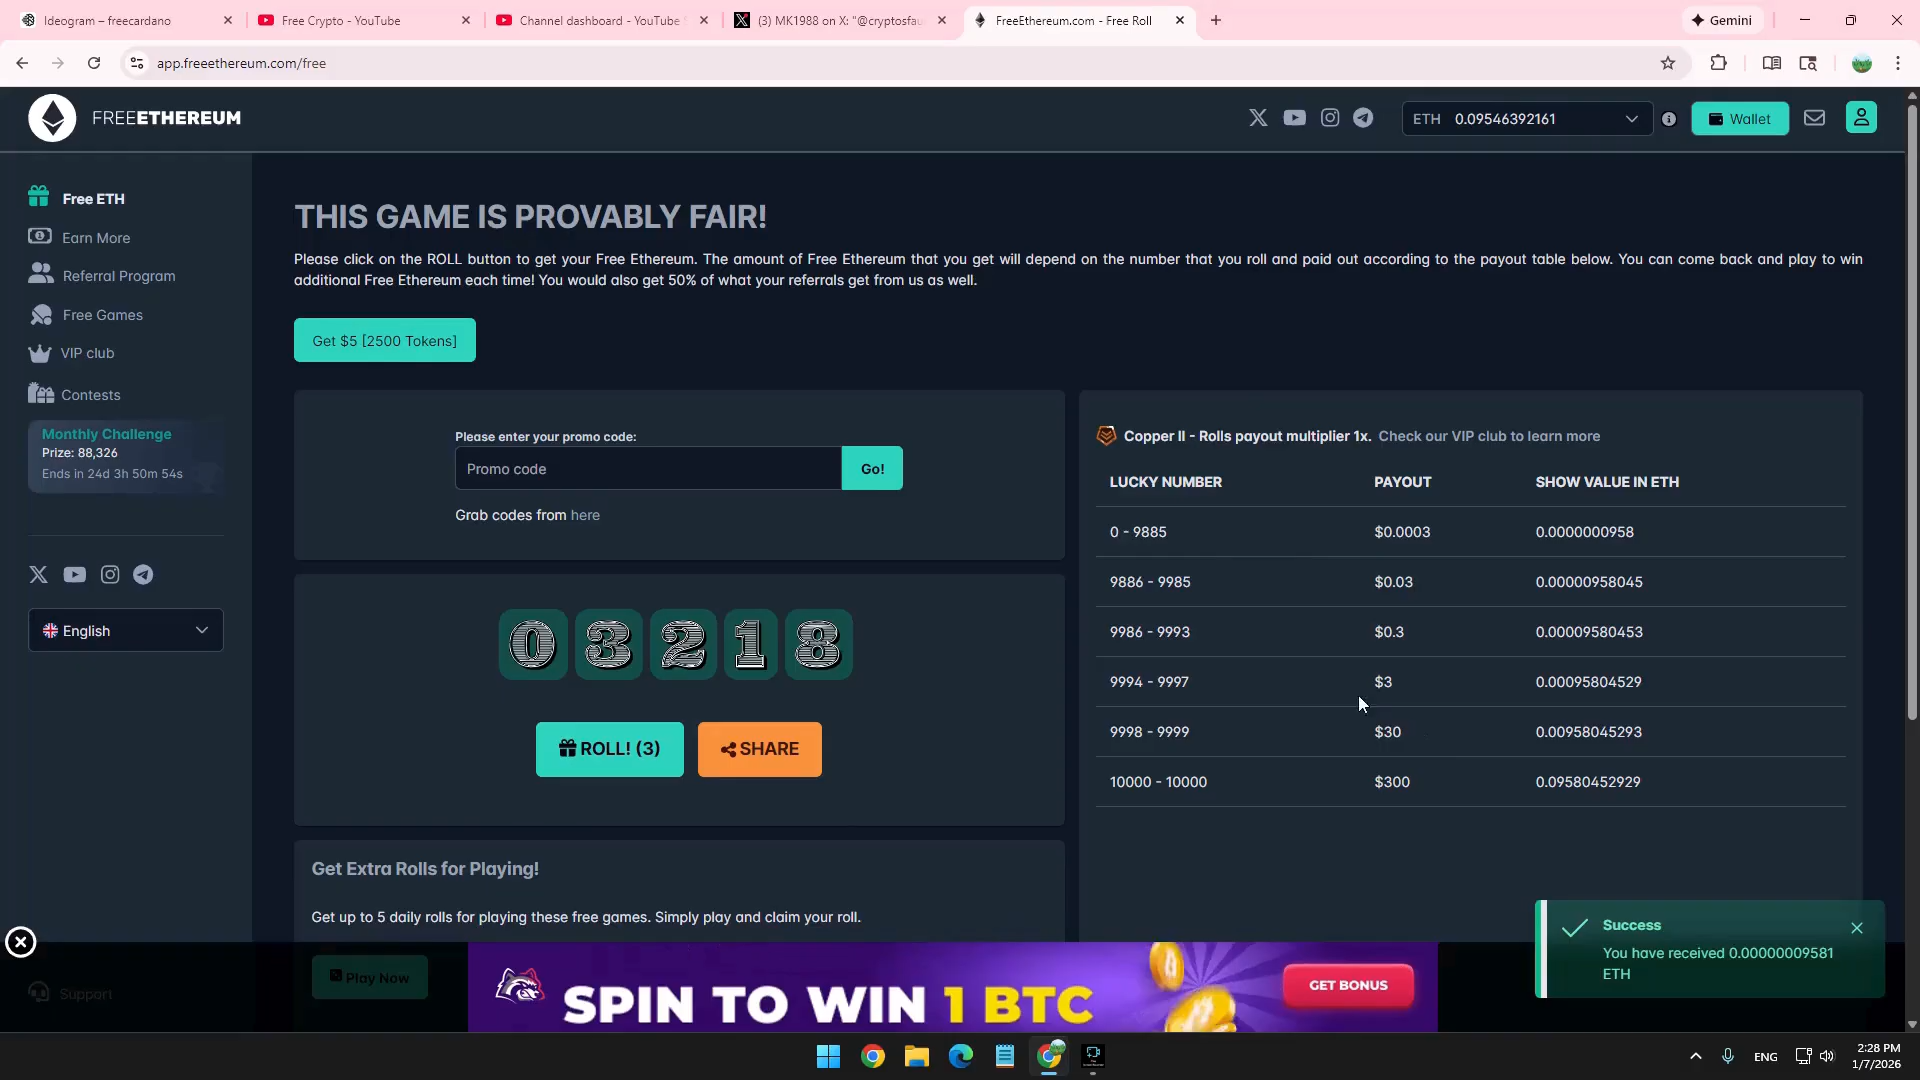 Ideogram – freecardano
Free Crypto - YouTube
Channel dashboard - YouTube
(3) MK1988 on X: "@cryptosfau
FreeEthereum.com - Free Roll
Gemini
app.freeethereum.com/free
FREEETHEREUM
ETH 0.09546392161
Wallet
Free ETH
Earn More
Referral Program
Free Games
VIP club
Contests
Monthly Challenge
Prize: 88,326
Ends in 24d 3h 50m 54s
English
Support
THIS GAME IS PROVABLY FAIR!
Please click on the ROLL button to get your Free Ethereum. The amount of Free Ethereum that you get will depend on the number that you roll and paid out according to the payout table below. You can come back and play to win
additional Free Ethereum each time! You would also get 50% of what your referrals get from us as well.
Get $5 [2500 Tokens]
Please enter your promo code:
Promo code
Go!
Grab codes from here
0 3 2 1 8
ROLL! (3)
SHARE
Get Extra Rolls for Playing!
Get up to 5 daily rolls for playing these free games. Simply play and claim your roll.
Play Now
Copper II - Rolls payout multiplier 1x. Check our VIP club to learn more
LUCKY NUMBER PAYOUT SHOW VALUE IN ETH
0 - 9885 $0.0003 0.0000000958
9886 - 9985 $0.03 0.00000958045
9986 - 9993 $0.3 0.00009580453
9994 - 9997 $3 0.00095804529
9998 - 9999 $30 0.00958045293
10000 - 10000 $300 0.09580452929
Success
You have received 0.00000009581
ETH
SPIN TO WIN 1 BTC
GET BONUS
ENG
2:28 PM
1/7/2026